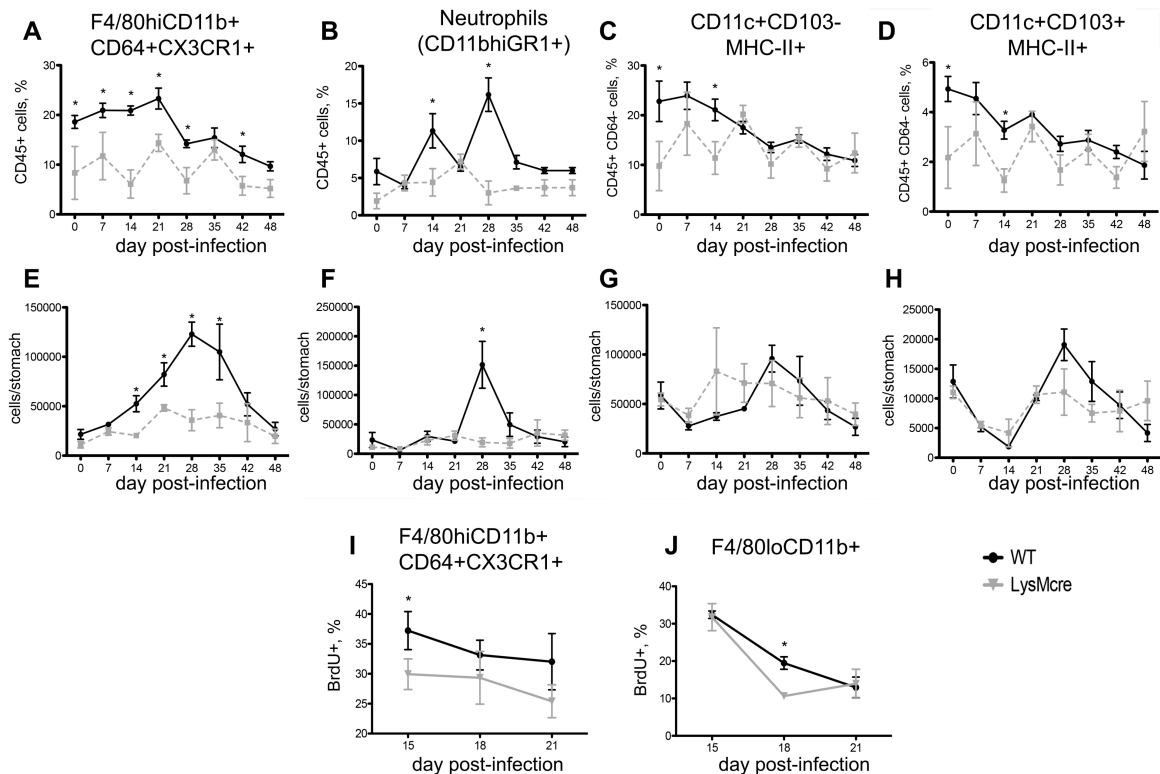 A
F4/80hiCD11b+
CD64+CX3CR1+
CD45+ cells, %
30
20
10
0
*
*
*
*
*
*
0 7 14 21 28 35 42 48
day post-infection
B
Neutrophils
(CD11bhiGR1+)
CD45+ cells, %
20
15
10
5
0
*
*
0 7 14 21 28 35 42 48
day post-infection
C
CD11c+CD103-
MHC-II+
CD45+ CD64- cells, %
30
20
10
0
*
*
0 7 14 21 28 35 42 48
day post-infection
D
CD11c+CD103+
MHC-II+
CD45+ CD64- cells, %
6
4
2
0
*
*
0 7 14 21 28 35 42 48
day post-infection
E
cells/stomach
150000
100000
50000
0
*
*
*
*
0 7 14 21 28 35 42 48
day post-infection
F
cells/stomach
250000
200000
150000
100000
50000
0
*
0 7 14 21 28 35 42 48
day post-infection
G
cells/stomach
150000
100000
50000
0
0 7 14 21 28 35 42 48
day post-infection
H
cells/stomach
25000
20000
15000
10000
5000
0
0 7 14 21 28 35 42 48
day post-infection
I
F4/80hiCD11b+
CD64+CX3CR1+
BrdU+, %
45
40
35
30
25
20
*
15 18 21
day post-infection
J
F4/80loCD11b+
BrdU+, %
40
30
20
10
0
*
15 18 21
day post-infection
WT
LysMcre